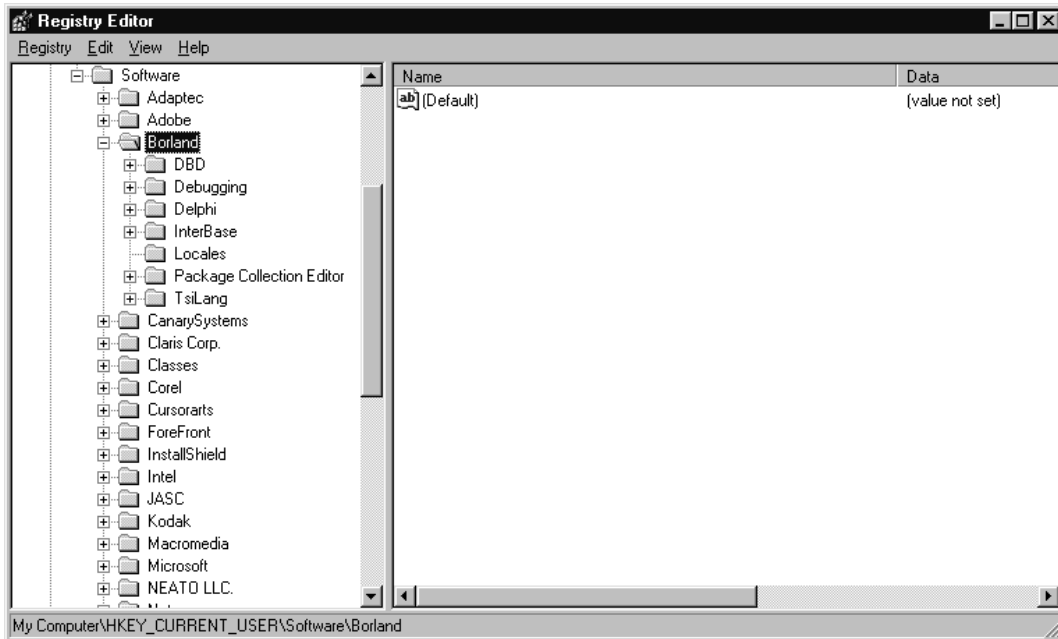 Registry Editor
Registry Edit View Help
Software
Adaptec
Adobe
Borland
DBD
Debugging
Delphi
InterBase
Locales
Package Collection Editor
TsiLang
CanarySystems
Claris Corp.
Classes
Corel
Cursorarts
ForeFront
InstallShield
Intel
JASC
Kodak
Macromedia
Microsoft
NEATO LLC.
Name Data
ab (Default) (value not set)
My Computer\HKEY_CURRENT_USER\Software\Borland